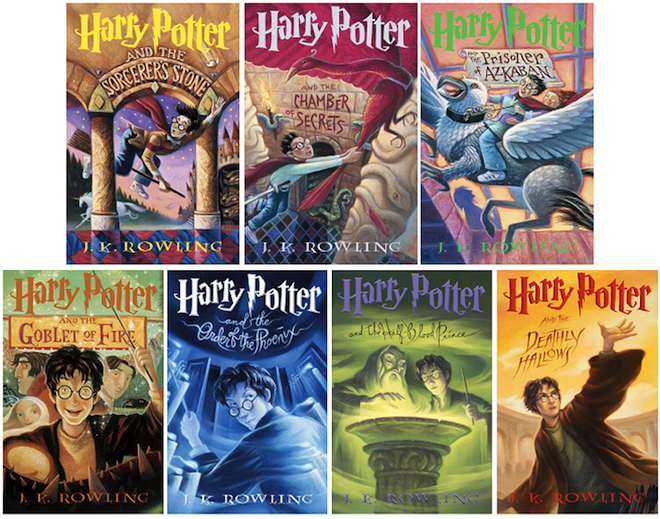 Harry Potter
AND THE
SORCERER'S STONE
J. K. ROWLING
Harry Potter
AND THE
CHAMBER
OF SECRETS
J. K. ROWLING
Harry Potter
AND THE Prisoner
of AZKABAN
J. K. ROWLING
Harry Potter
AND THE
GOBLET OF FIRE
J. K. ROWLING
Harry Potter
and the
Order of the Phoenix
J. K. ROWLING
Harry Potter
and the Half-Blood Prince
J. K. ROWLING
Harry Potter
AND THE
DEATHLY
HALLOWS
J. K. ROWLING